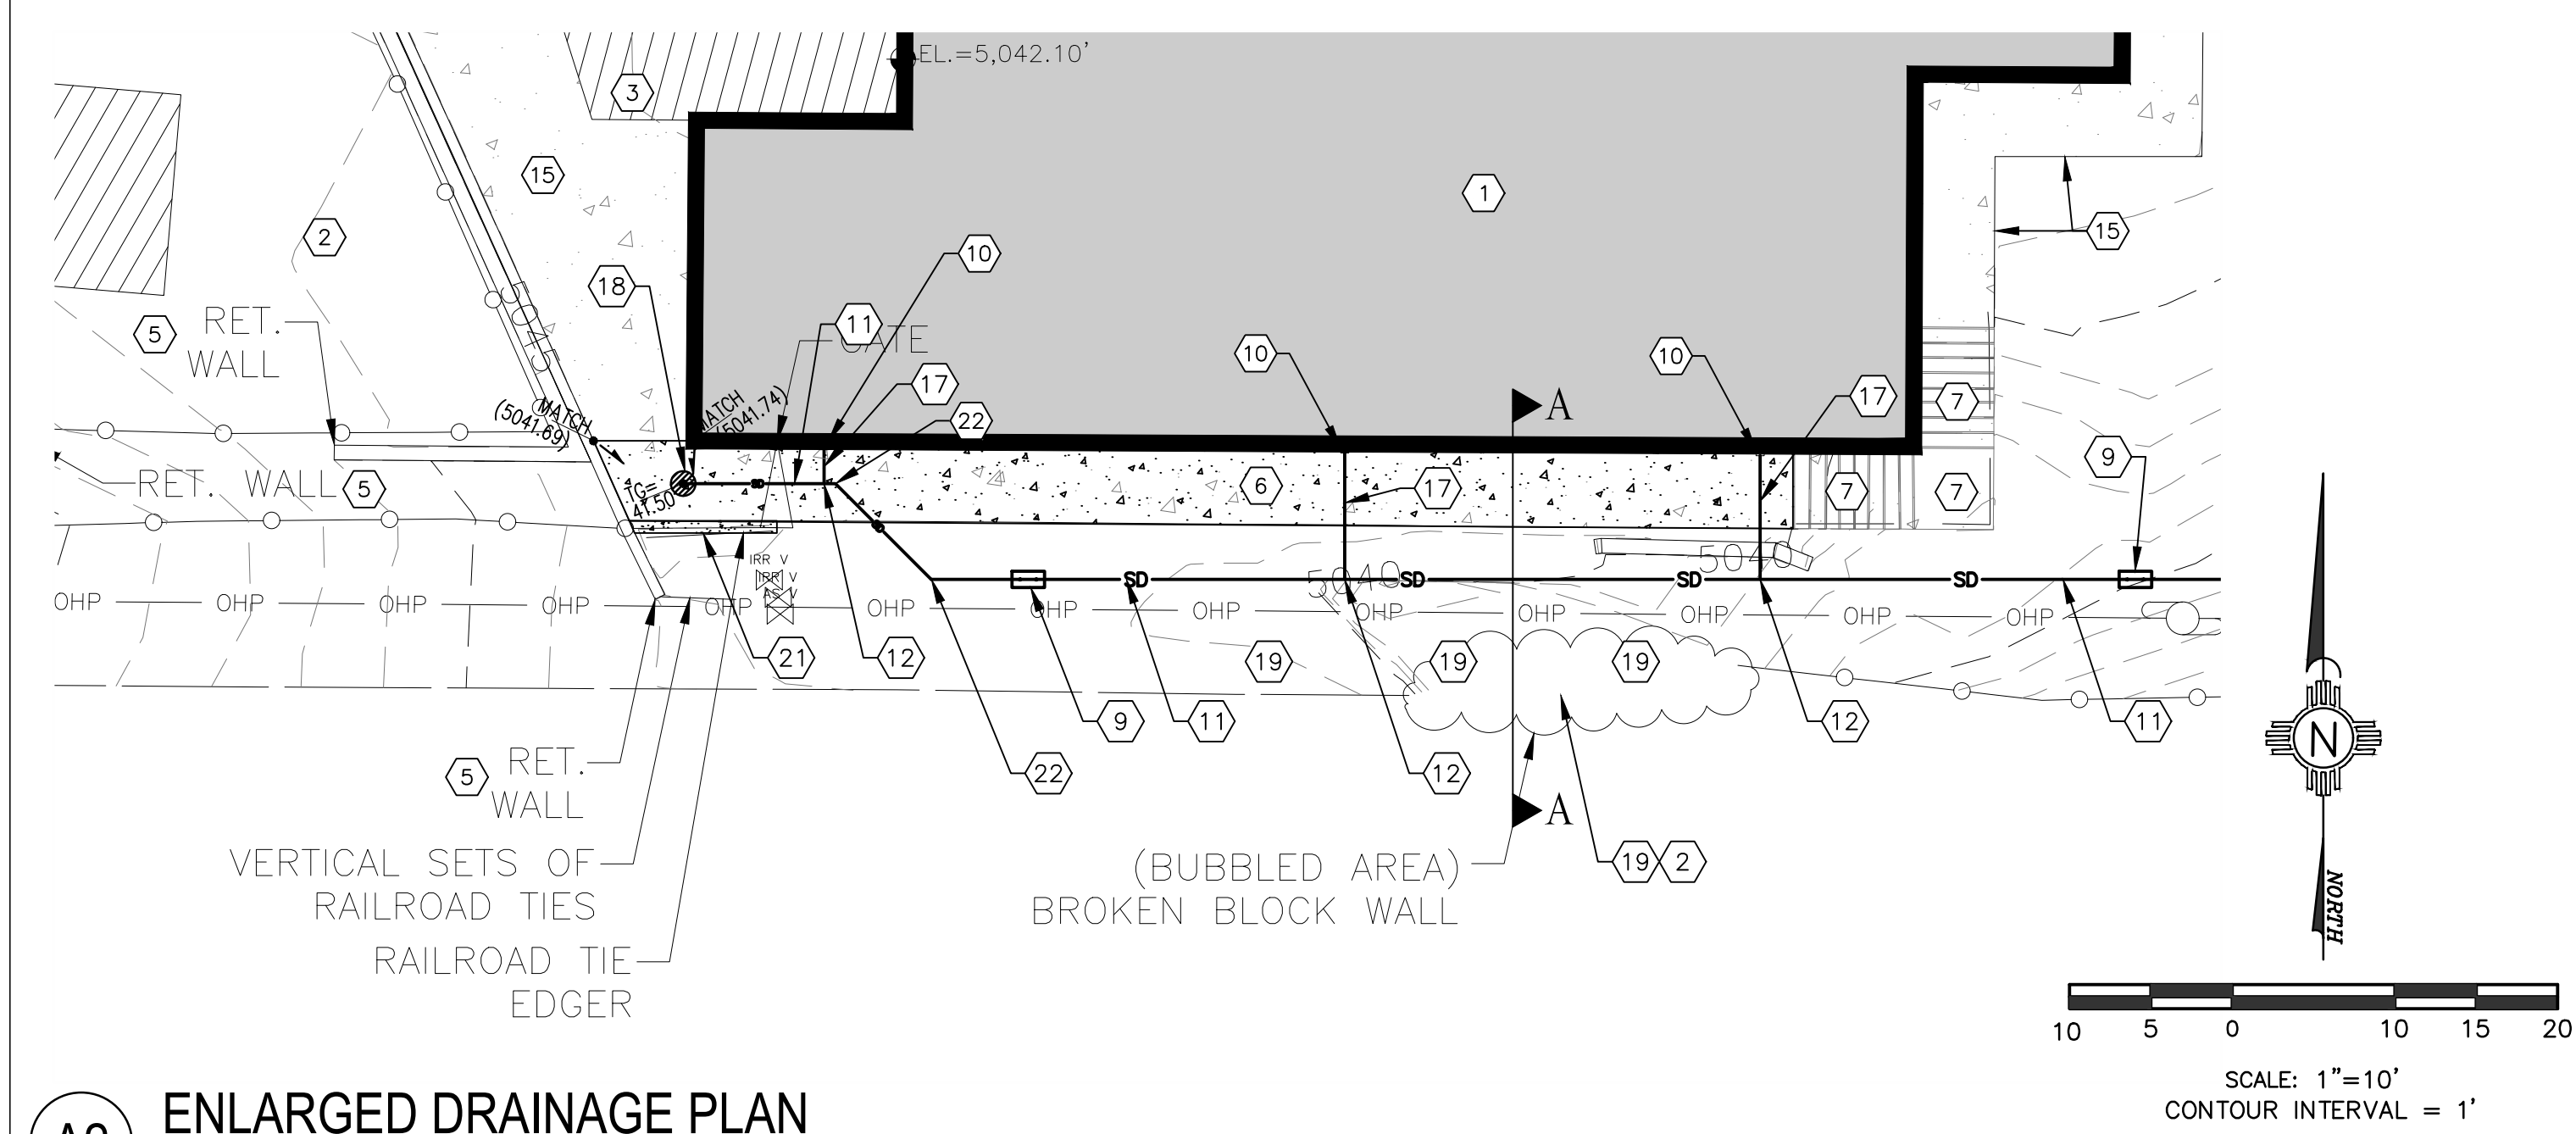 EL.=5,042.10'
3
15
1
2
15
10
18
5
RET.
WALL
11
GATE
10
10
5045
17
17
7
MATCH
(5041.69)
MATCH
(5041.74)
22
A
9
RET. WALL
5
TG=
41.50
SD
6
17
7
7
IRR V
IRR V
AS V
5040
5040
SD
SD
SD
SD
OHP
OHP
OHP
OHP
OHP
OHP
OHP
OHP
OHP
OHP
OHP
OHP
OHP
21
12
19
19
19
9
11
12
11
5
RET.
WALL
22
12
A
N
VERTICAL SETS OF
RAILROAD TIES
(BUBBLED AREA)
BROKEN BLOCK WALL
19
2
NORTH
RAILROAD TIE
EDGER
10 5 0 10 15 20
SCALE: 1"=10'
CONTOUR INTERVAL = 1'
ENLARGED DRAINAGE PLAN